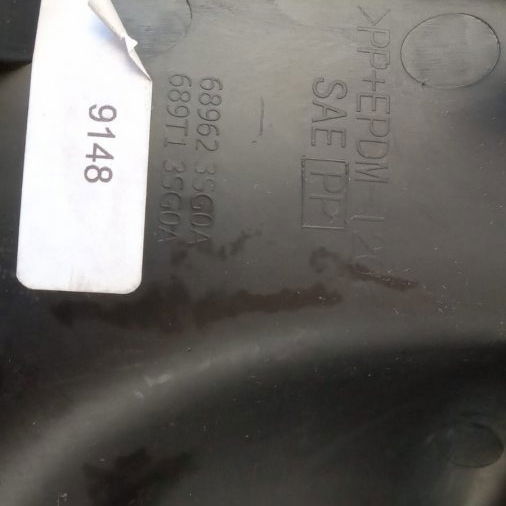 >PP+EPDM-
SAE PP
68962 3SG0A
689T1 3SG0A
9148